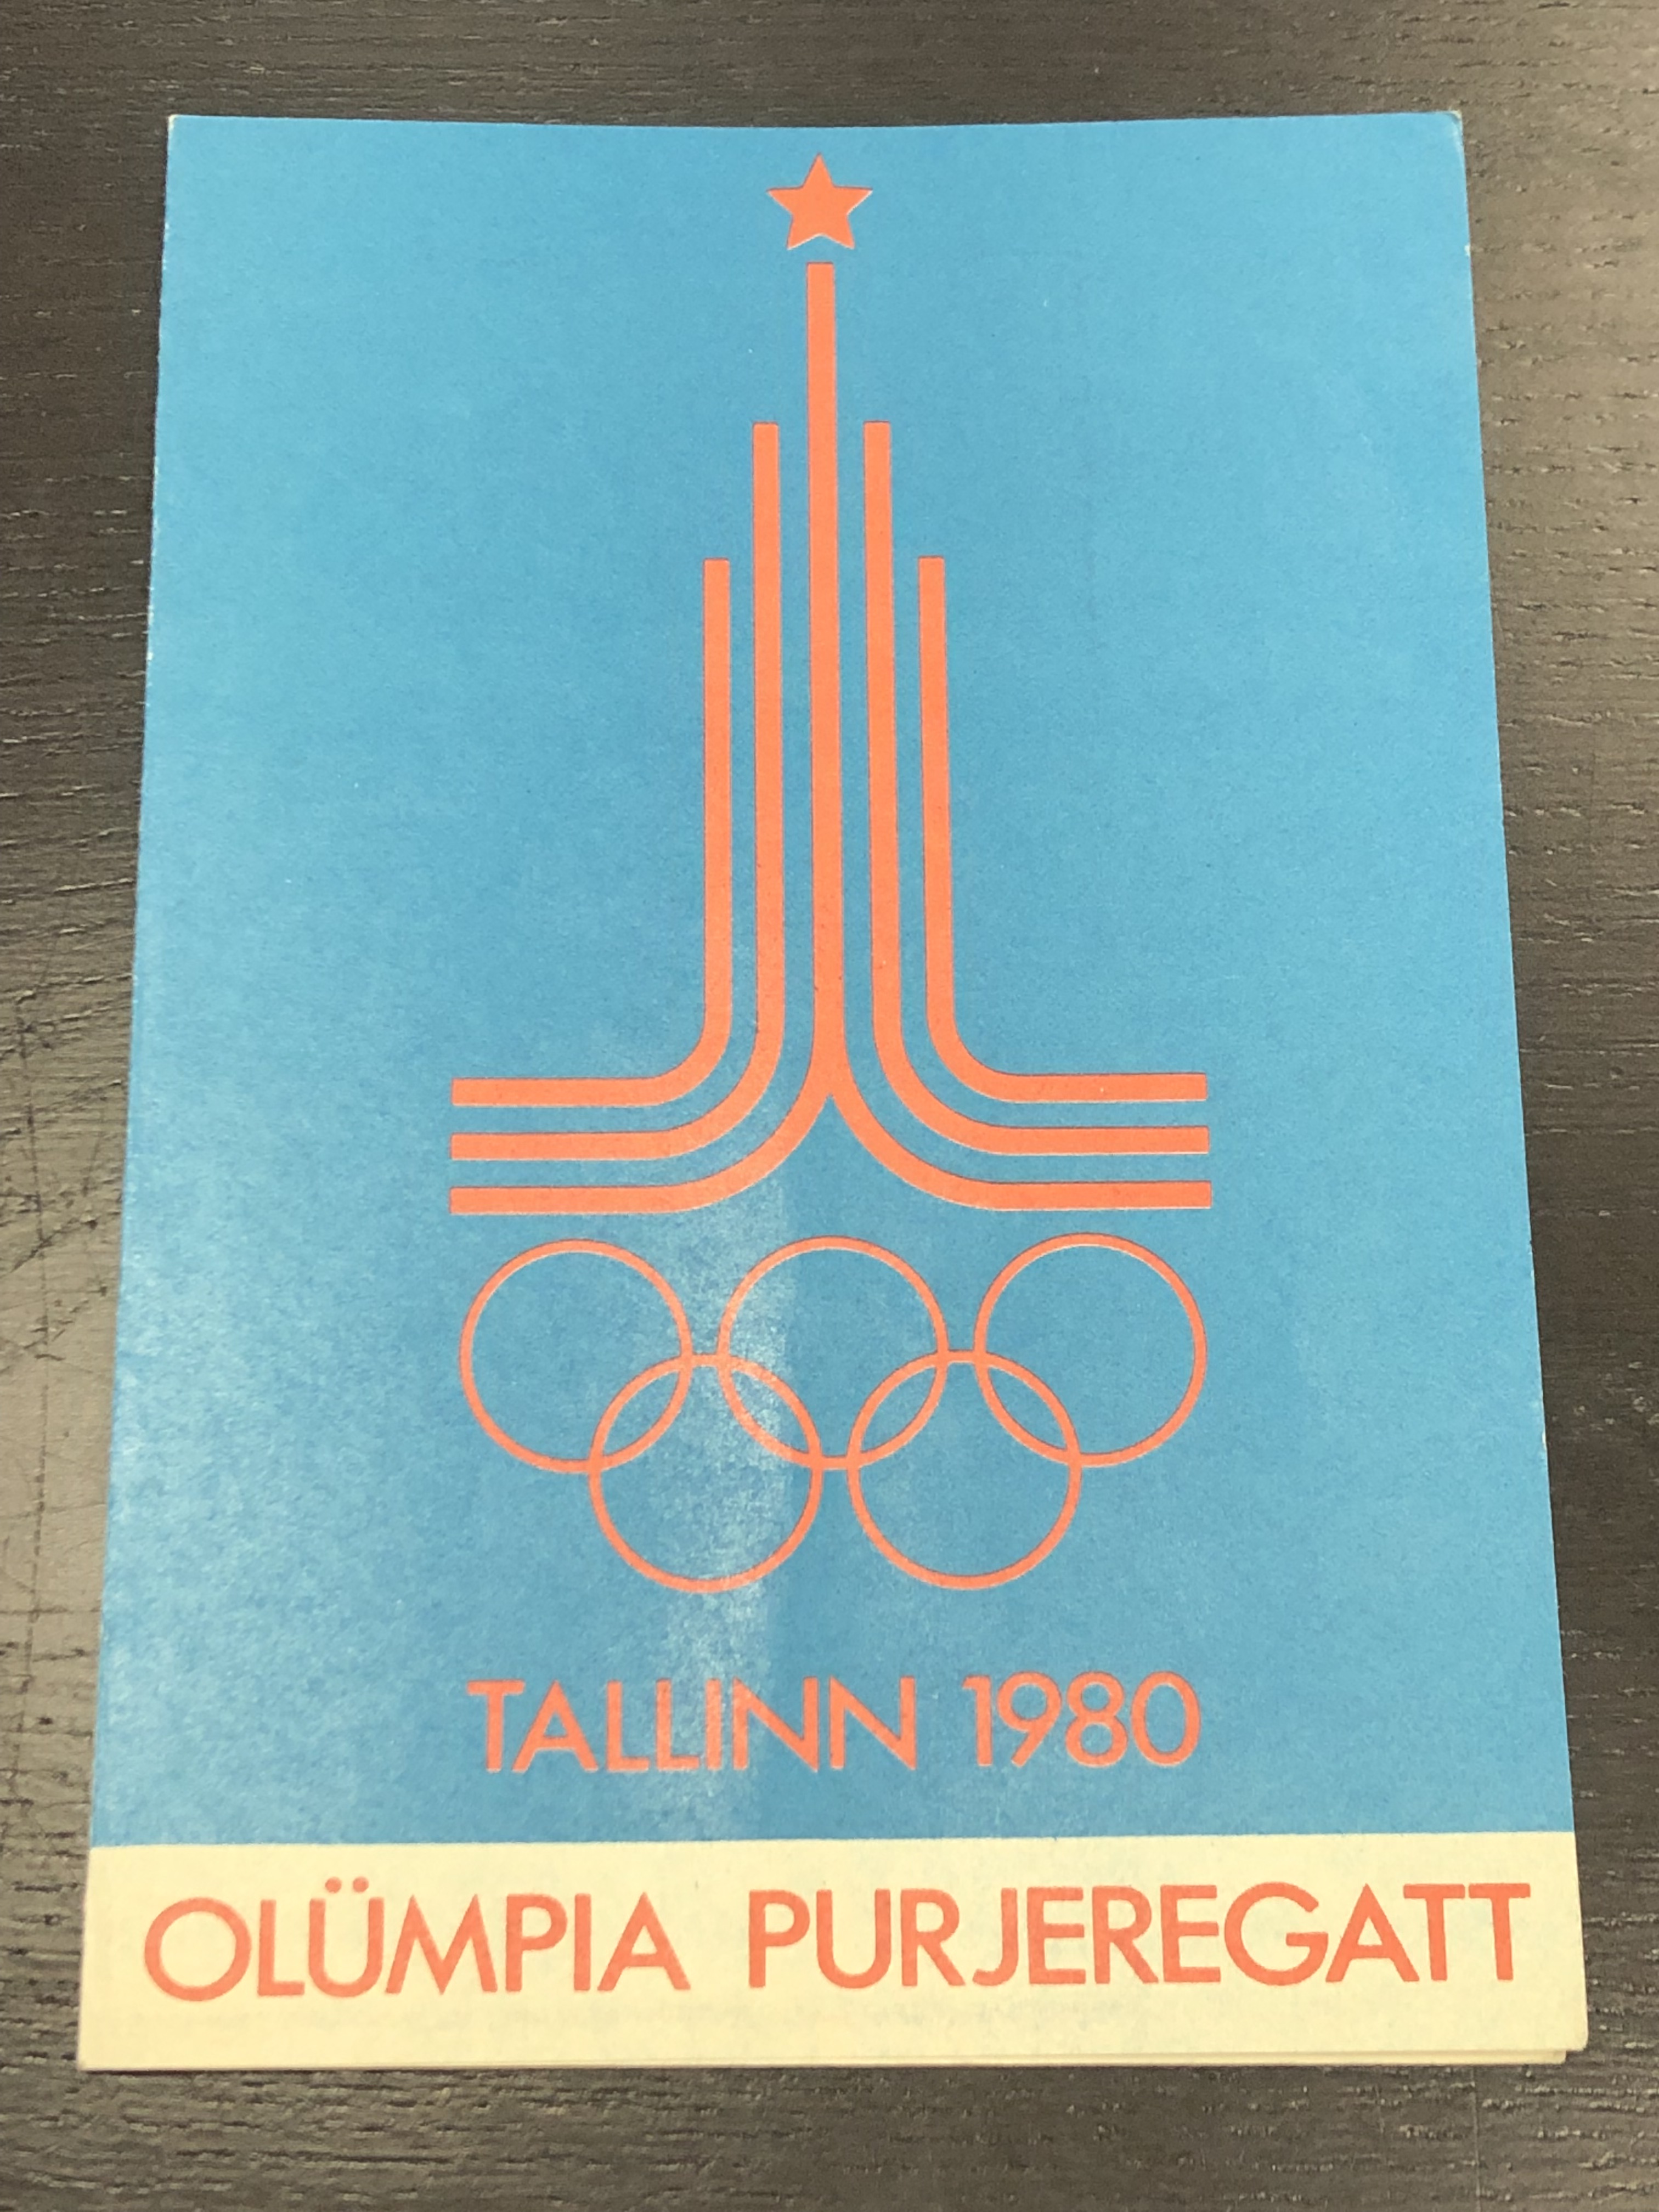 TALLINN 1980
OLÜMPIA PURJEREGATT